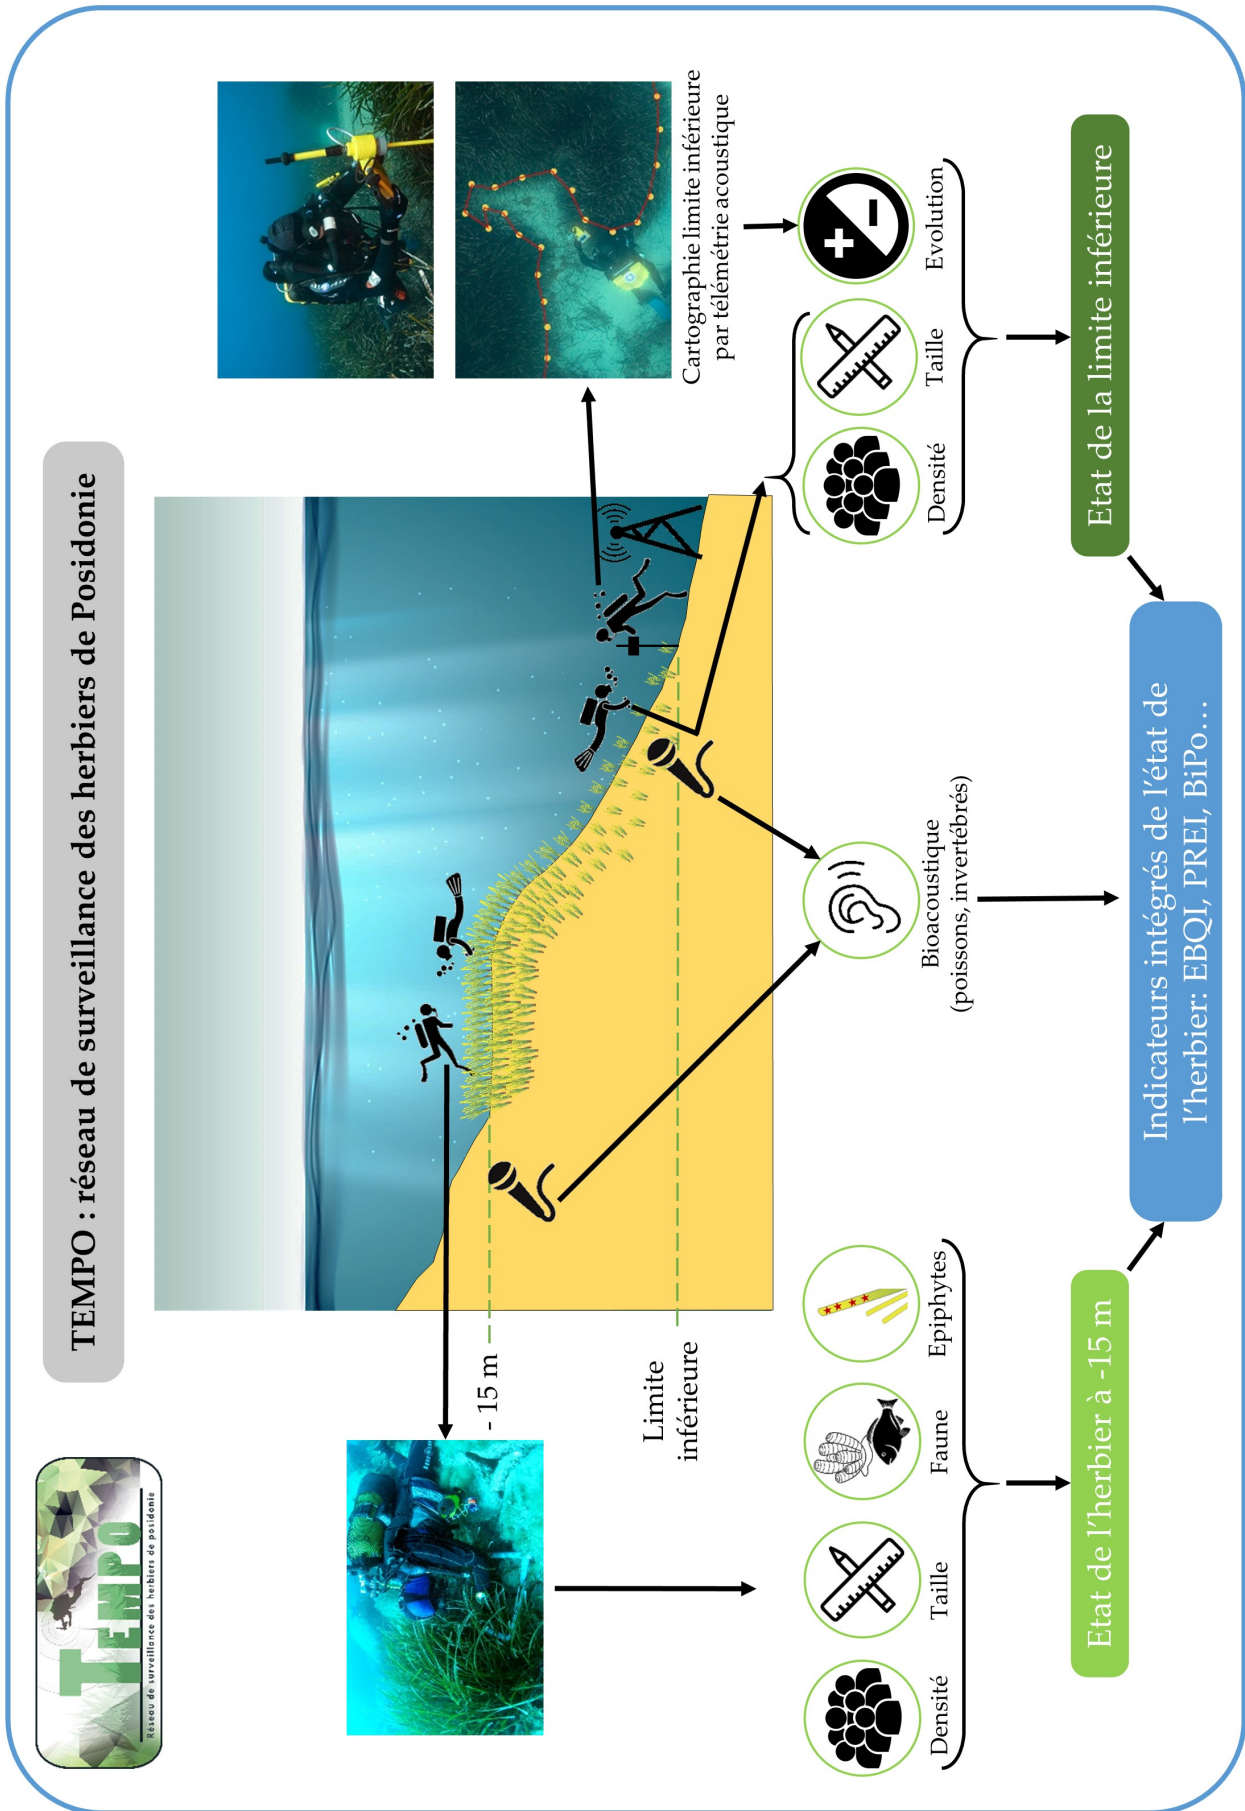 TEMPO
Réseau de surveillance des herbiers de posidonie
TEMPO : réseau de surveillance des herbiers de Posidonie
- 15 m
Limite
inférieure
Cartographie limite inférieure
par télémétrie acoustique
Densité
Taille
Faune
Epiphytes
Bioacoustique
(poissons, invertébrés)
Densité
Taille
Evolution
Etat de l'herbier à -15 m
Etat de la limite inférieure
Indicateurs intégrés de l'état de
l'herbier: EBQI, PREI, BiPo...